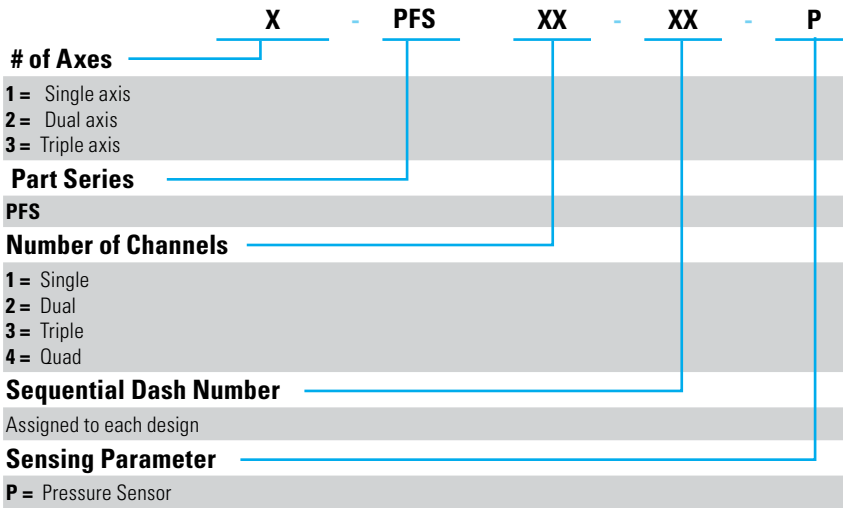 X - PFS XX - XX - P
# of Axes
1 = Single axis
2 = Dual axis
3 = Triple axis
Part Series
PFS
Number of Channels
1 = Single
2 = Dual
3 = Triple
4 = Quad
Sequential Dash Number
Assigned to each design
Sensing Parameter
P = Pressure Sensor